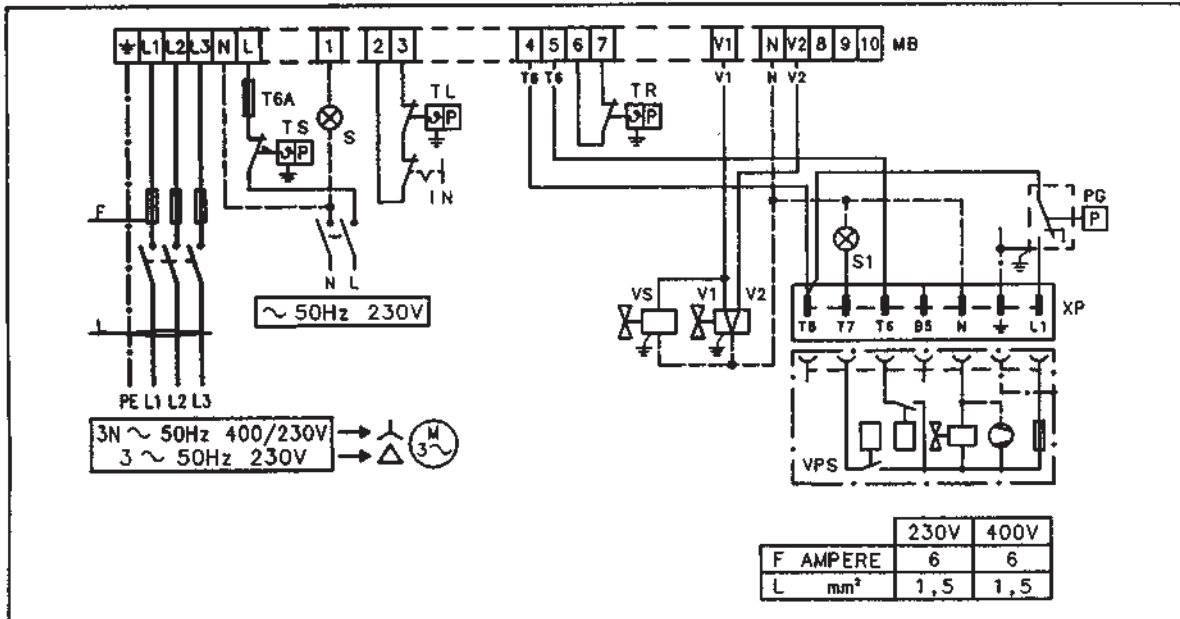 L1 L2 L3 N L 1 2 3 4 5 6 7 V1 N V2 8 9 10 MB
T8 T6 V1 N V2
T6A
TS
P
S
TL
P
IN
TR
P
F
N L
∼ 50Hz 230V
L
PE L1 L2 L3
3N ∼ 50Hz 400/230V
3 ∼ 50Hz 230V
M
3∼
VS V1 V2
S1
PG
P
XP
T8 T7 T6 B5 N L1
VPS
230V 400V
F AMPERE 6 6
L mm² 1,5 1,5